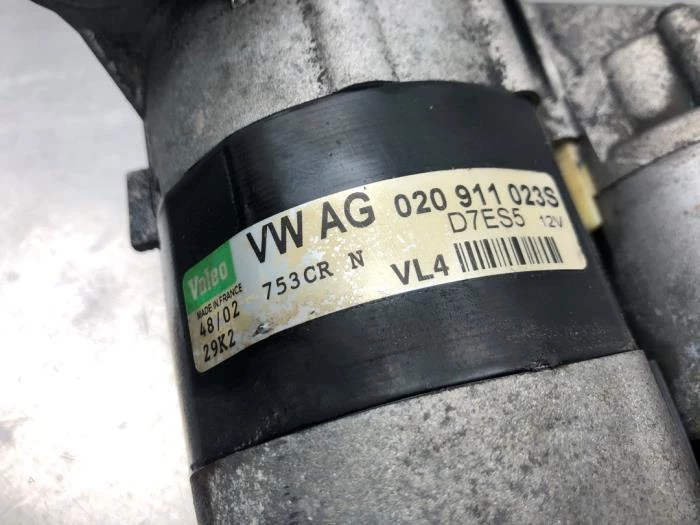 VW AG 020 911 023S
D7ES5 12V
Valeo 753CR N VL4
MADE IN FRANCE
48/02
29K2